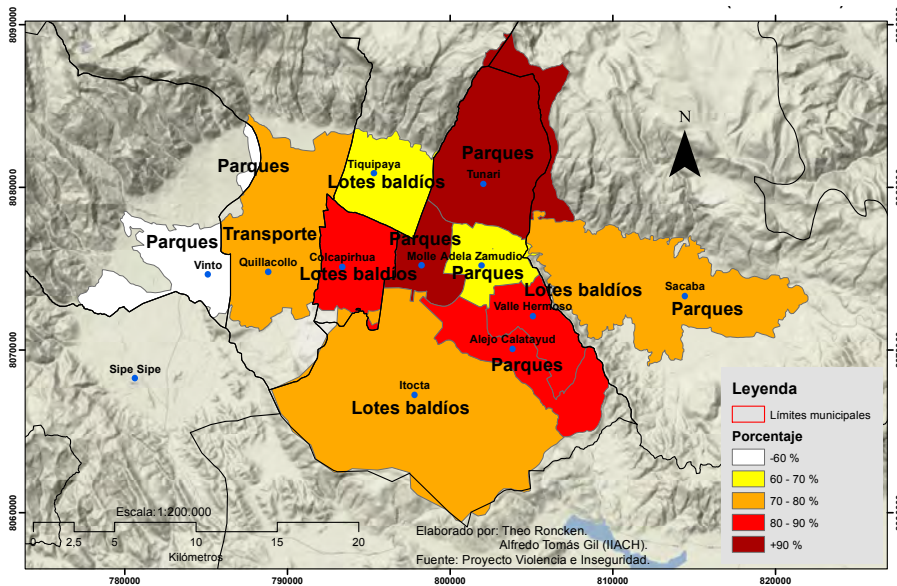 8090000
8080000
8070000
8060000
Parques
Tiquipaya
Lotes baldíos
Parques
Tunari
N
Parques
Vinto
Transporte
Quillacollo
Colcapirhua
Lotes baldíos
Parques
Molle
Adela Zamudio
Parques
Lotes baldíos
Valle Hermoso
Sacaba
Parques
Alejo Calatayud
Parques
Sipe Sipe
Itocta
Lotes baldíos
Leyenda
Límites municipales
Porcentaje
-60 %
60 - 70 %
70 - 80 %
80 - 90 %
+90 %
Escala:1:200.000
0 2,5 5 10 15 20
Kilómetros
Elaborado por: Theo Roncken.
Alfredo Tomás Gil (IIACH).
Fuente: Proyecto Violencia e Inseguridad.
780000 790000 800000 810000 820000